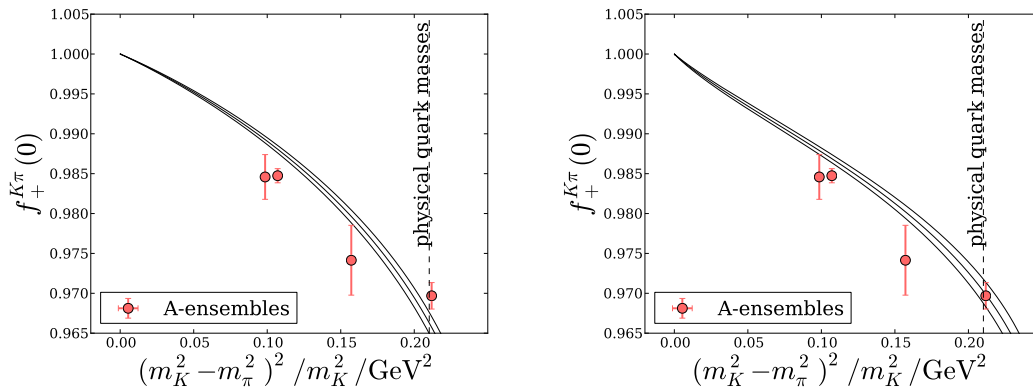 1.005
1.000
0.995
0.990
0.985
0.980
0.975
0.970
0.965
f_+^{Kπ}(0)
physical quark masses
A-ensembles
0.00 0.05 0.10 0.15 0.20
(m_K^2 − m_π^2)^2 /m_K^2 /GeV^2
1.005
1.000
0.995
0.990
0.985
0.980
0.975
0.970
0.965
f_+^{Kπ}(0)
physical quark masses
A-ensembles
0.00 0.05 0.10 0.15 0.20
(m_K^2 − m_π^2)^2 /m_K^2 /GeV^2